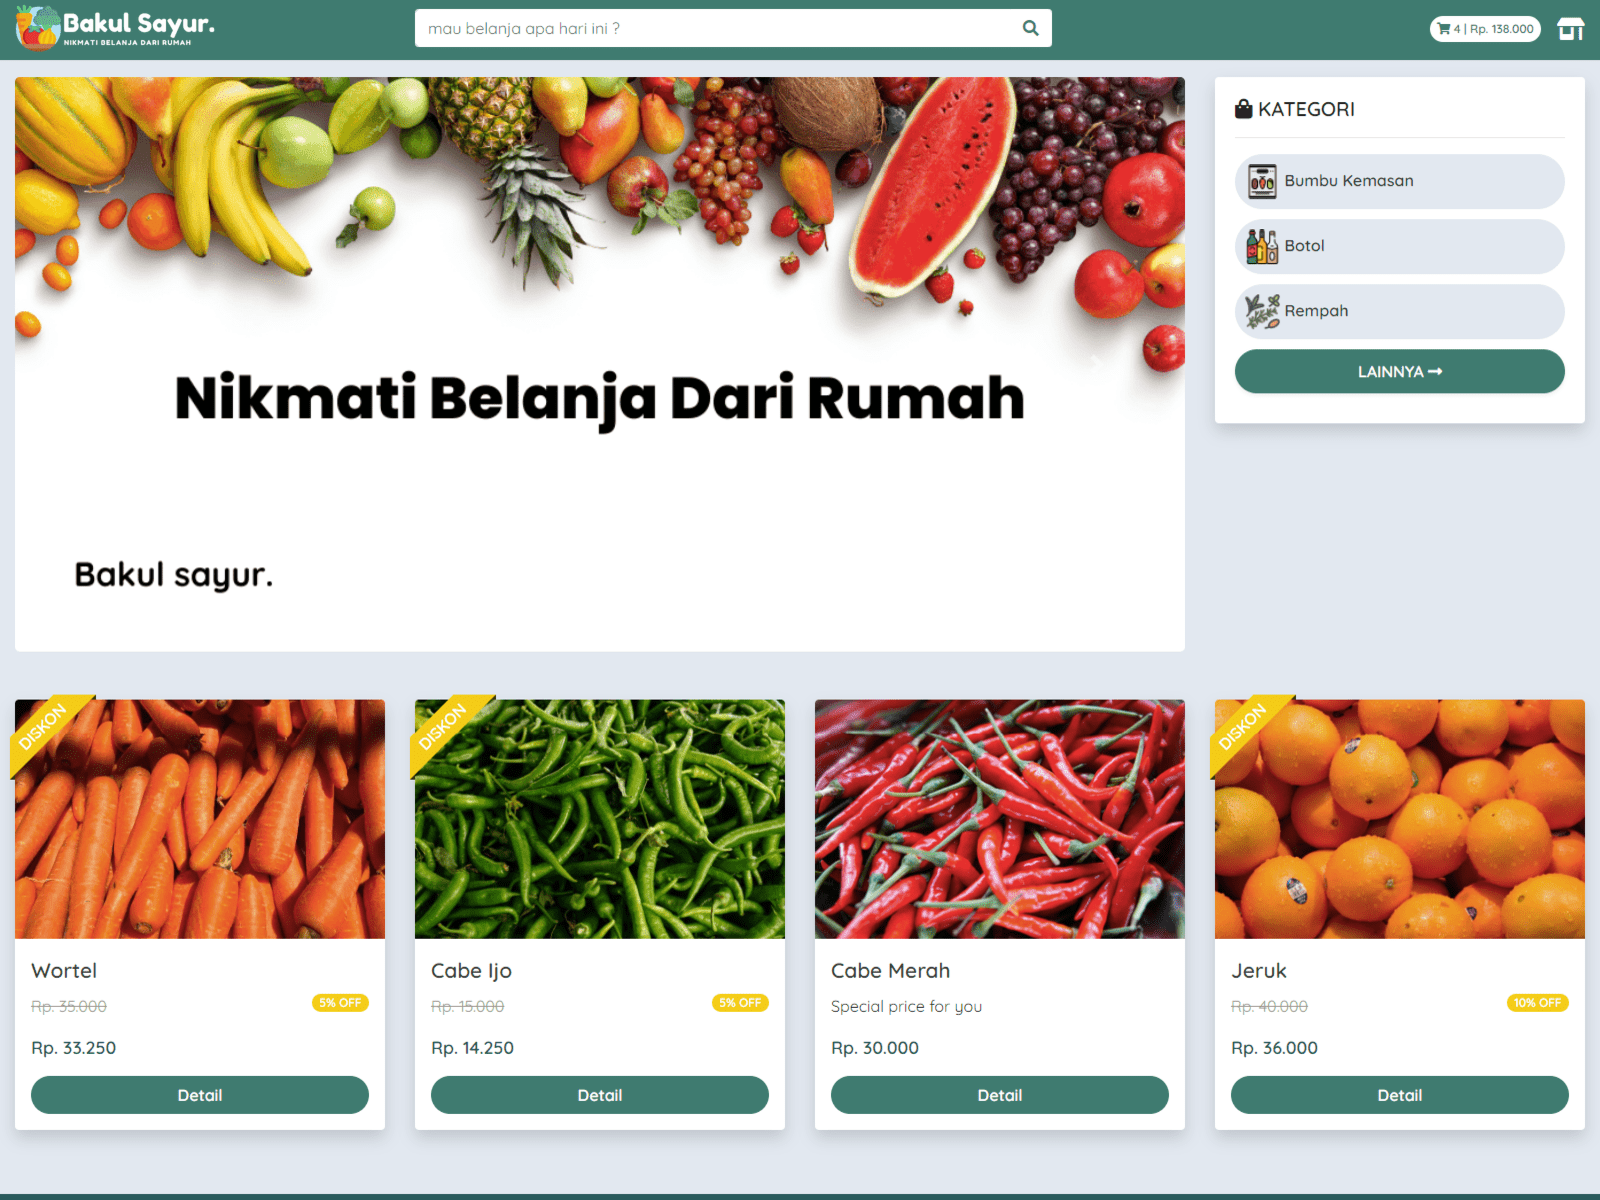 Bakul Sayur.
NIKMATI BELANJA DARI RUMAH
mau belanja apa hari ini ?
4 | Rp. 138.000
Nikmati Belanja Dari Rumah
Bakul sayur.
KATEGORI
Bumbu Kemasan
Botol
Rempah
LAINNYA
DISKON
Wortel
Rp. 35.000
5% OFF
Rp. 33.250
Detail
DISKON
Cabe Ijo
Rp. 15.000
5% OFF
Rp. 14.250
Detail
Cabe Merah
Special price for you
Rp. 30.000
Detail
DISKON
Jeruk
Rp. 40.000
10% OFF
Rp. 36.000
Detail